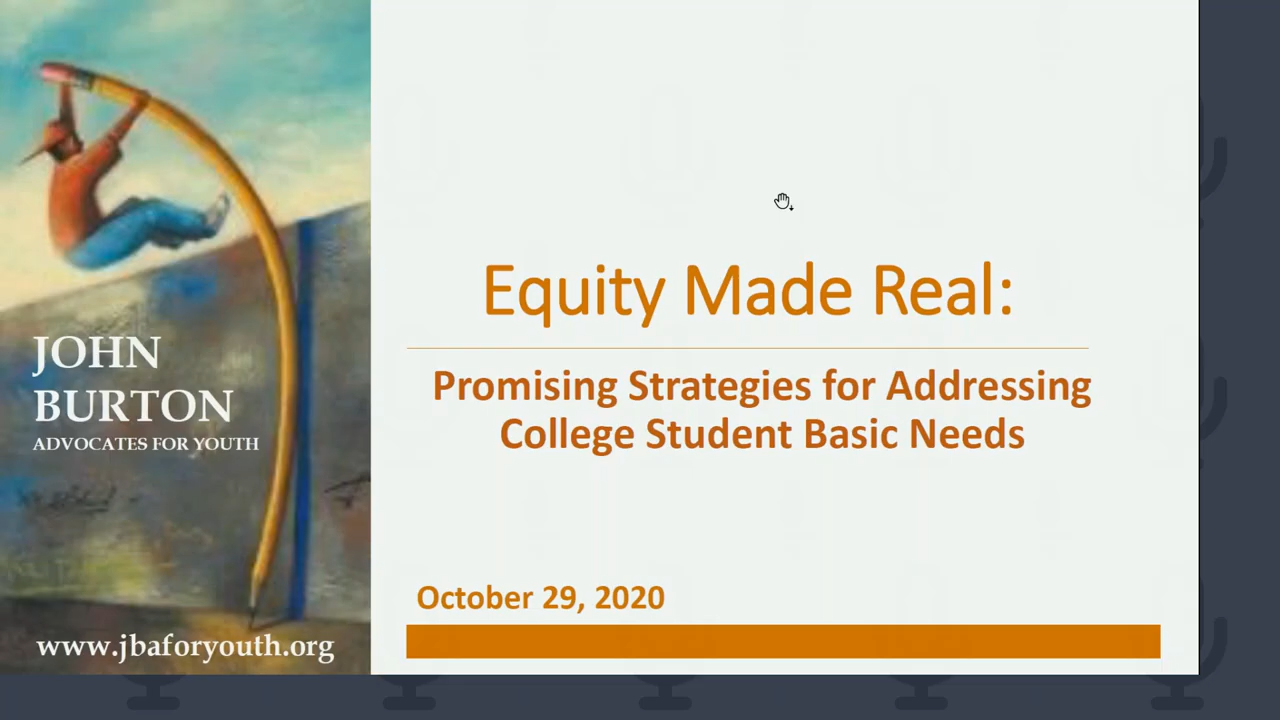 JOHN
BURTON
ADVOCATES FOR YOUTH
www.jbaforyouth.org
Equity Made Real:
Promising Strategies for Addressing
College Student Basic Needs
October 29, 2020